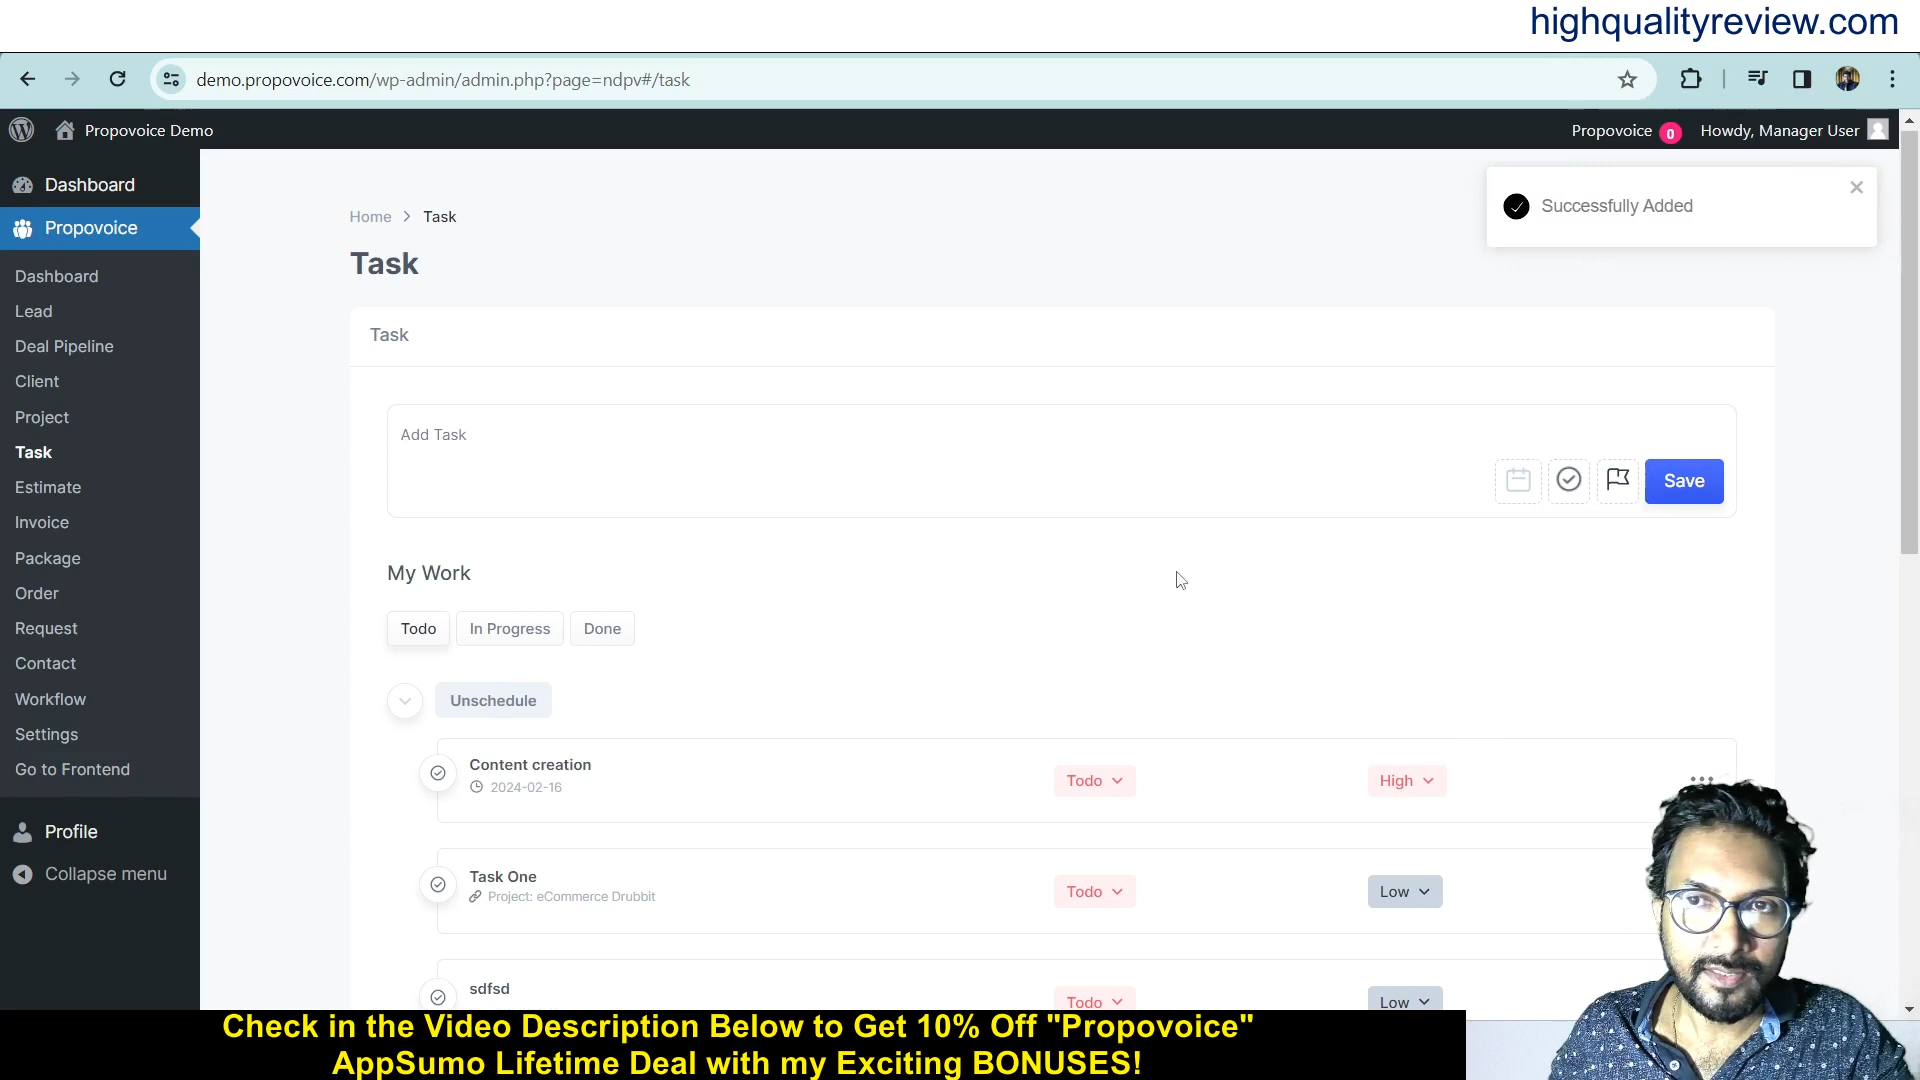 highqualityreview.com
demo.propovoice.com/wp-admin/admin.php?page=ndpv#/task
Propovoice Demo
Propovoice 0 Howdy, Manager User
Dashboard
Propovoice
Dashboard
Lead
Deal Pipeline
Client
Project
Task
Estimate
Invoice
Package
Order
Request
Contact
Workflow
Settings
Go to Frontend
Profile
Collapse menu
Home > Task
Successfully Added
Task
Task
Add Task
Save
My Work
Todo In Progress Done
Unschedule
Content creation
2024-02-16
Todo High
Task One
Project: eCommerce Drubbit
Todo Low
sdfsd
Todo Low
Check in the Video Description Below to Get 10% Off "Propovoice"
AppSumo Lifetime Deal with my Exciting BONUSES!